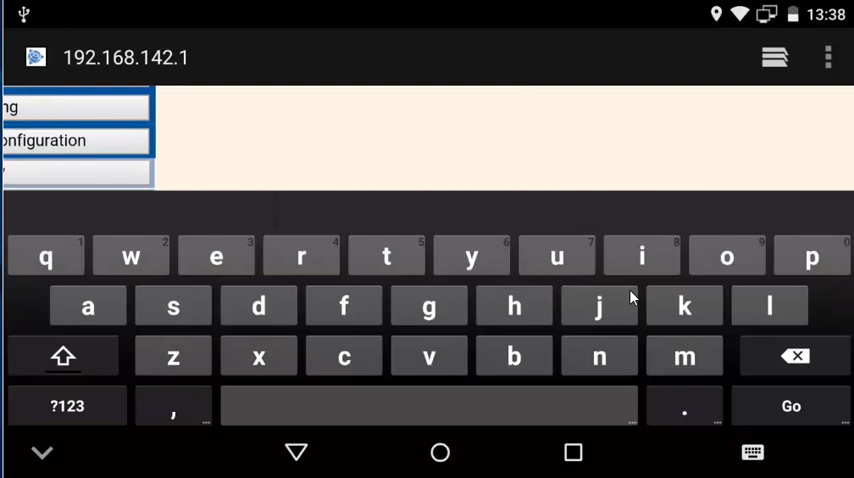 13:38
192.168.142.1
ng
onfiguration
q 1 w 2 e 3 r 4 t 5 y 6 u 7 i 8 o 9 p 0
a s d f g h j k l
z x c v b n m
?123 , ... ... . ... Go ...